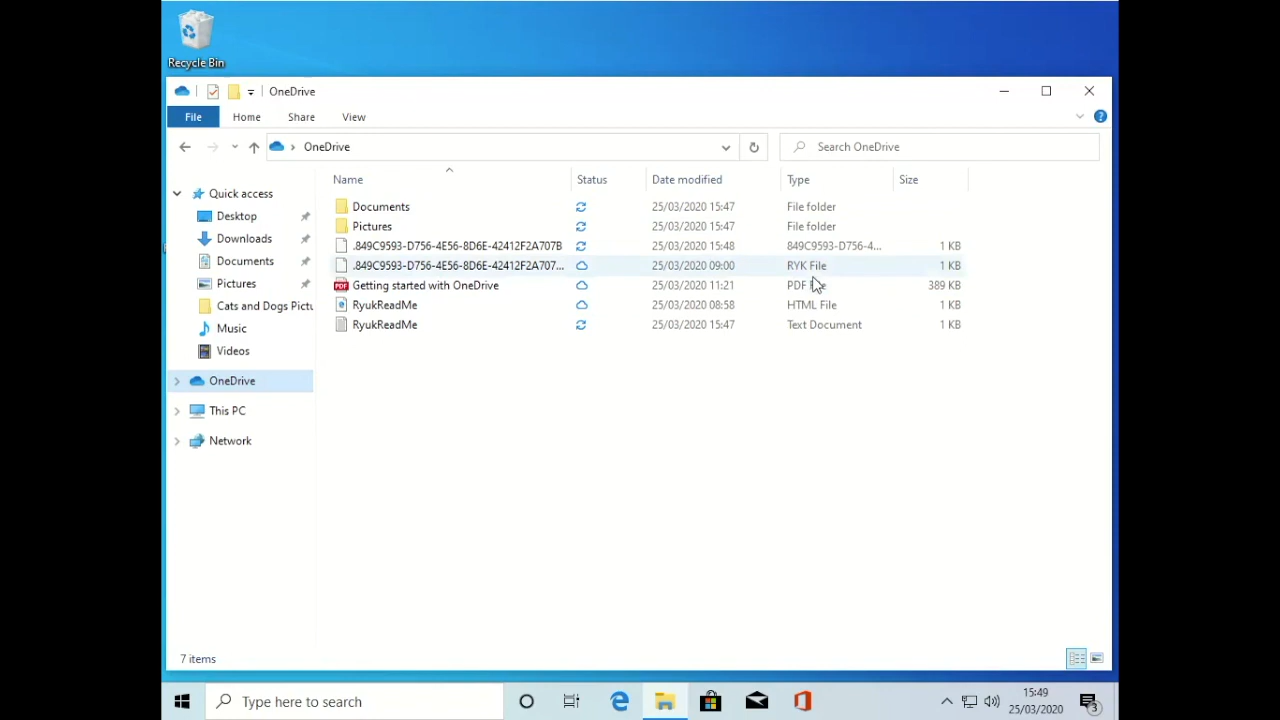 Recycle Bin
OneDrive
File Home Share View
OneDrive
Search OneDrive
Name Status Date modified Type Size
Quick access
Desktop
Downloads
Documents
Pictures
Cats and Dogs Pictu
Music
Videos
OneDrive
This PC
Network
Documents 25/03/2020 15:47 File folder
Pictures 25/03/2020 15:47 File folder
.849C9593-D756-4E56-8D6E-42412F2A707B 25/03/2020 15:48 849C9593-D756-4... 1 KB
.849C9593-D756-4E56-8D6E-42412F2A707... 25/03/2020 09:00 RYK File 1 KB
Getting started with OneDrive 25/03/2020 11:21 PDF File 389 KB
RyukReadMe 25/03/2020 08:58 HTML File 1 KB
RyukReadMe 25/03/2020 15:47 Text Document 1 KB
7 items
Type here to search
15:49
25/03/2020
3